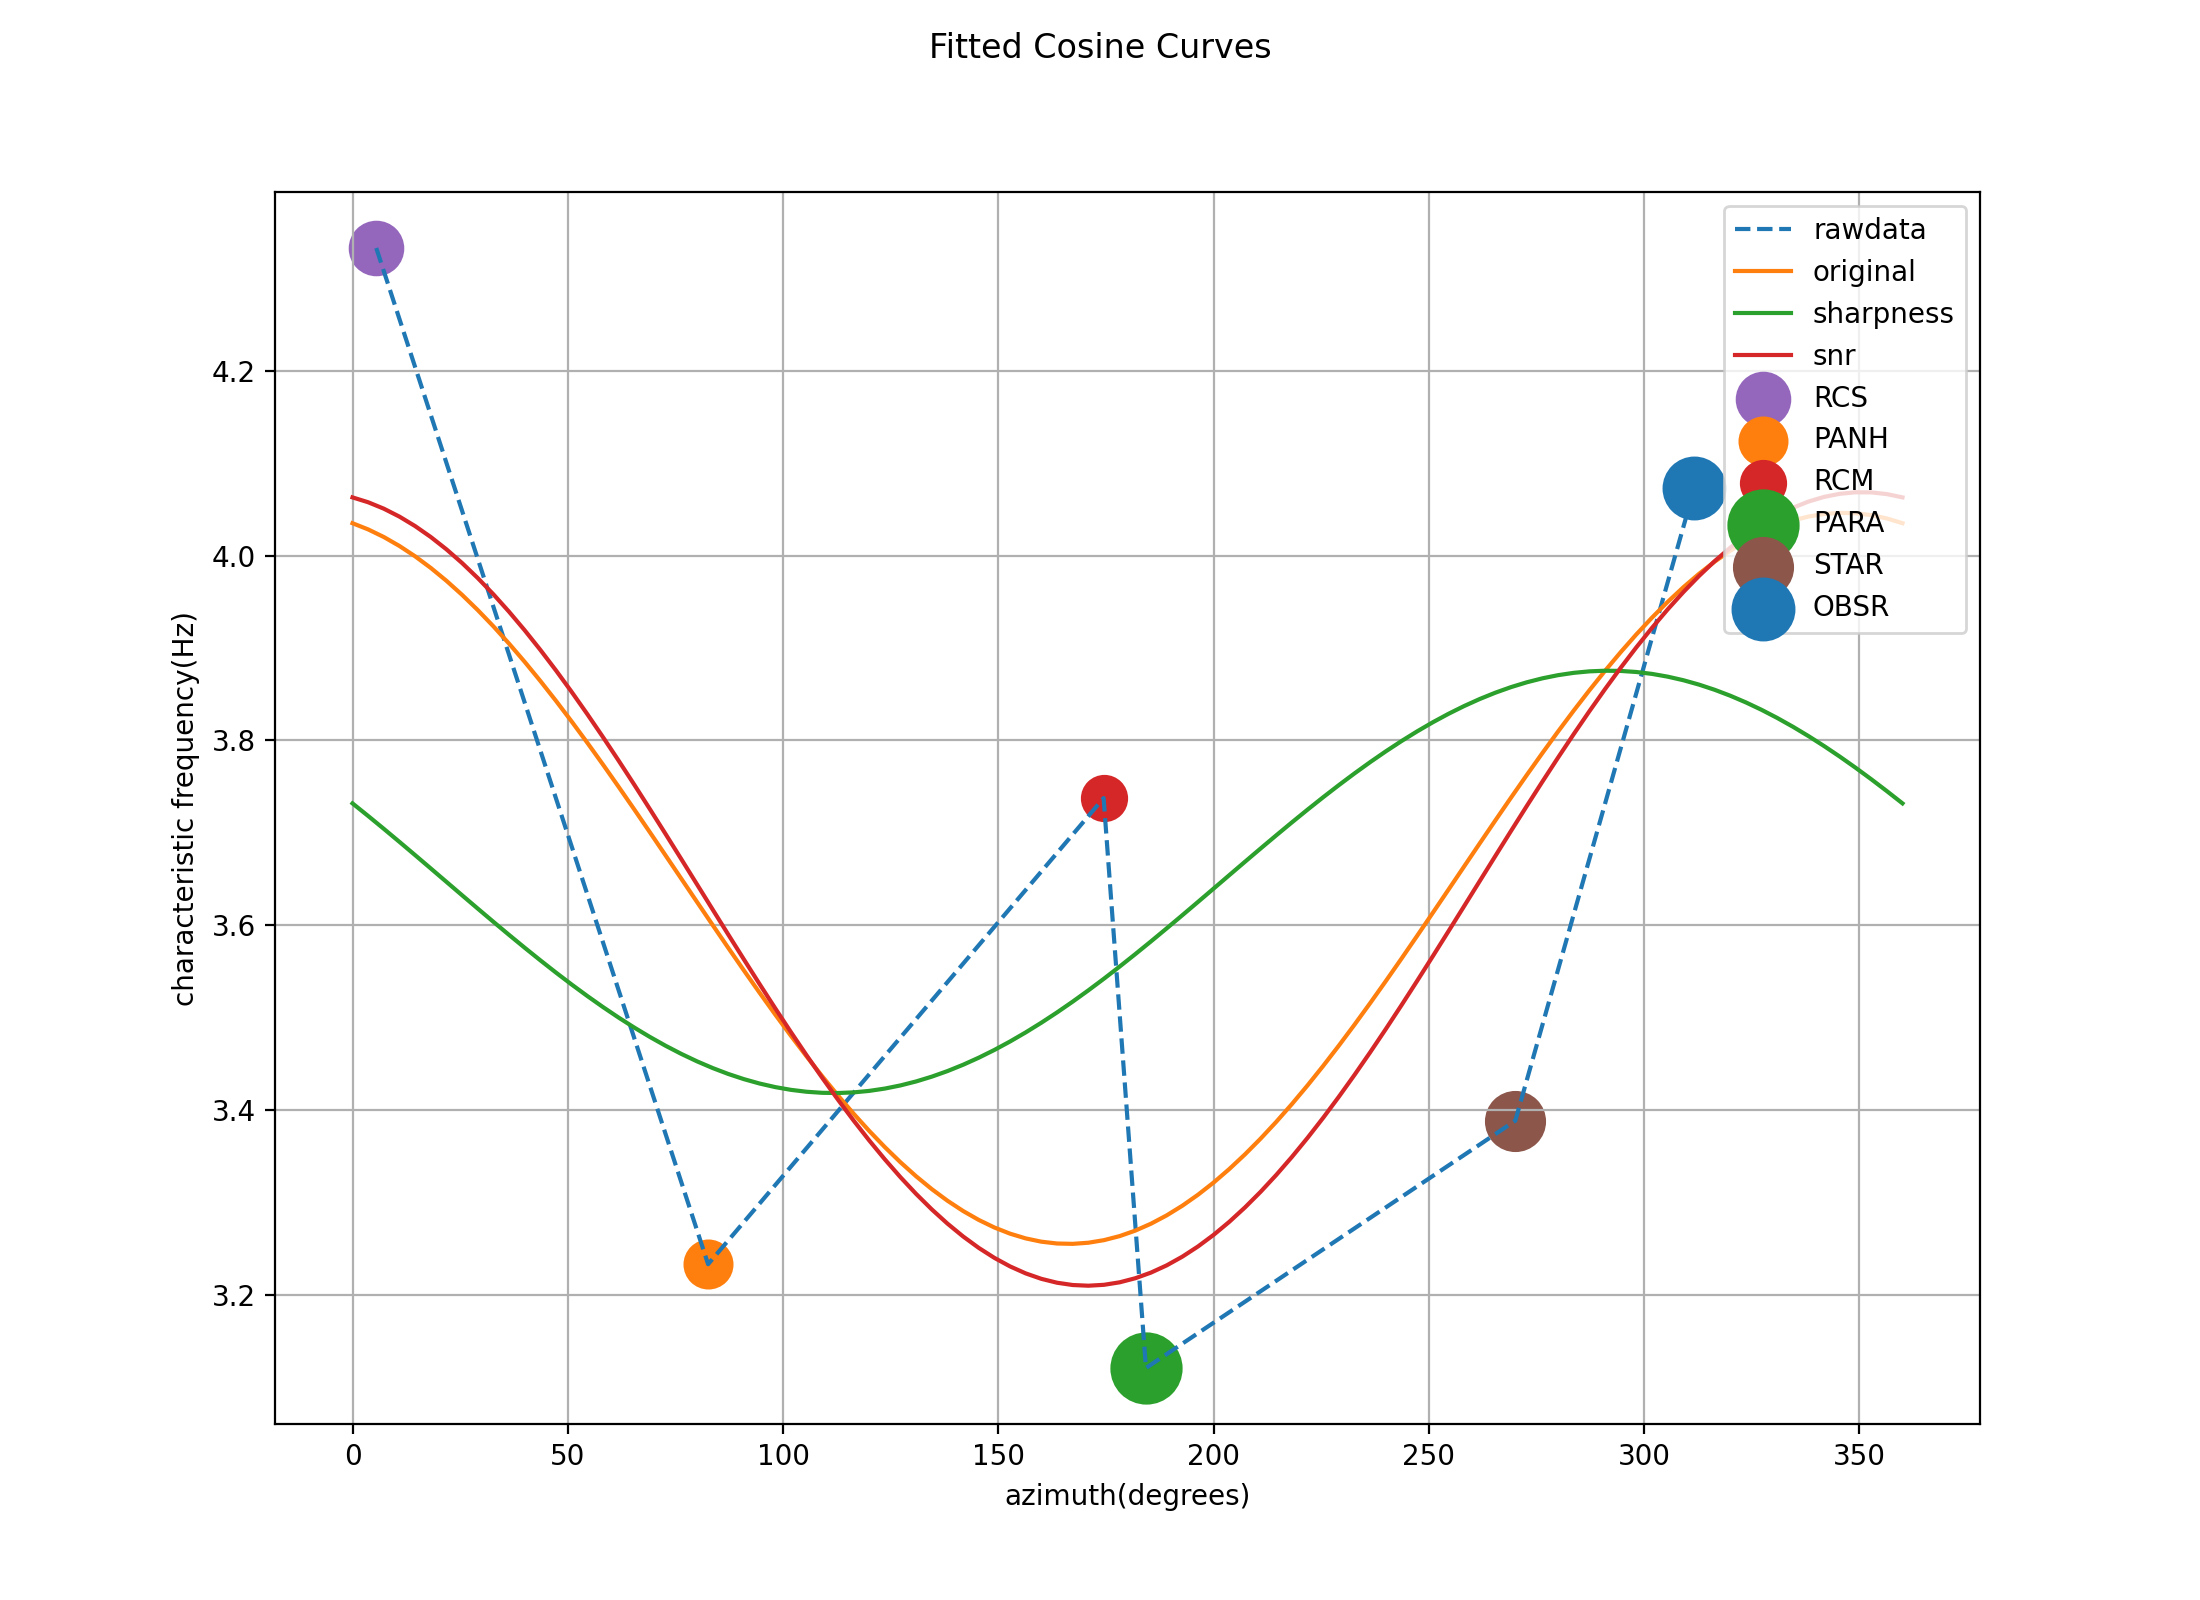 Fitted Cosine Curves
rawdata
original
sharpness
snr
RCS
PANH
RCM
PARA
STAR
OBSR
4.2
4.0
3.8
3.6
3.4
3.2
characteristic frequency(Hz)
0 50 100 150 200 250 300 350
azimuth(degrees)